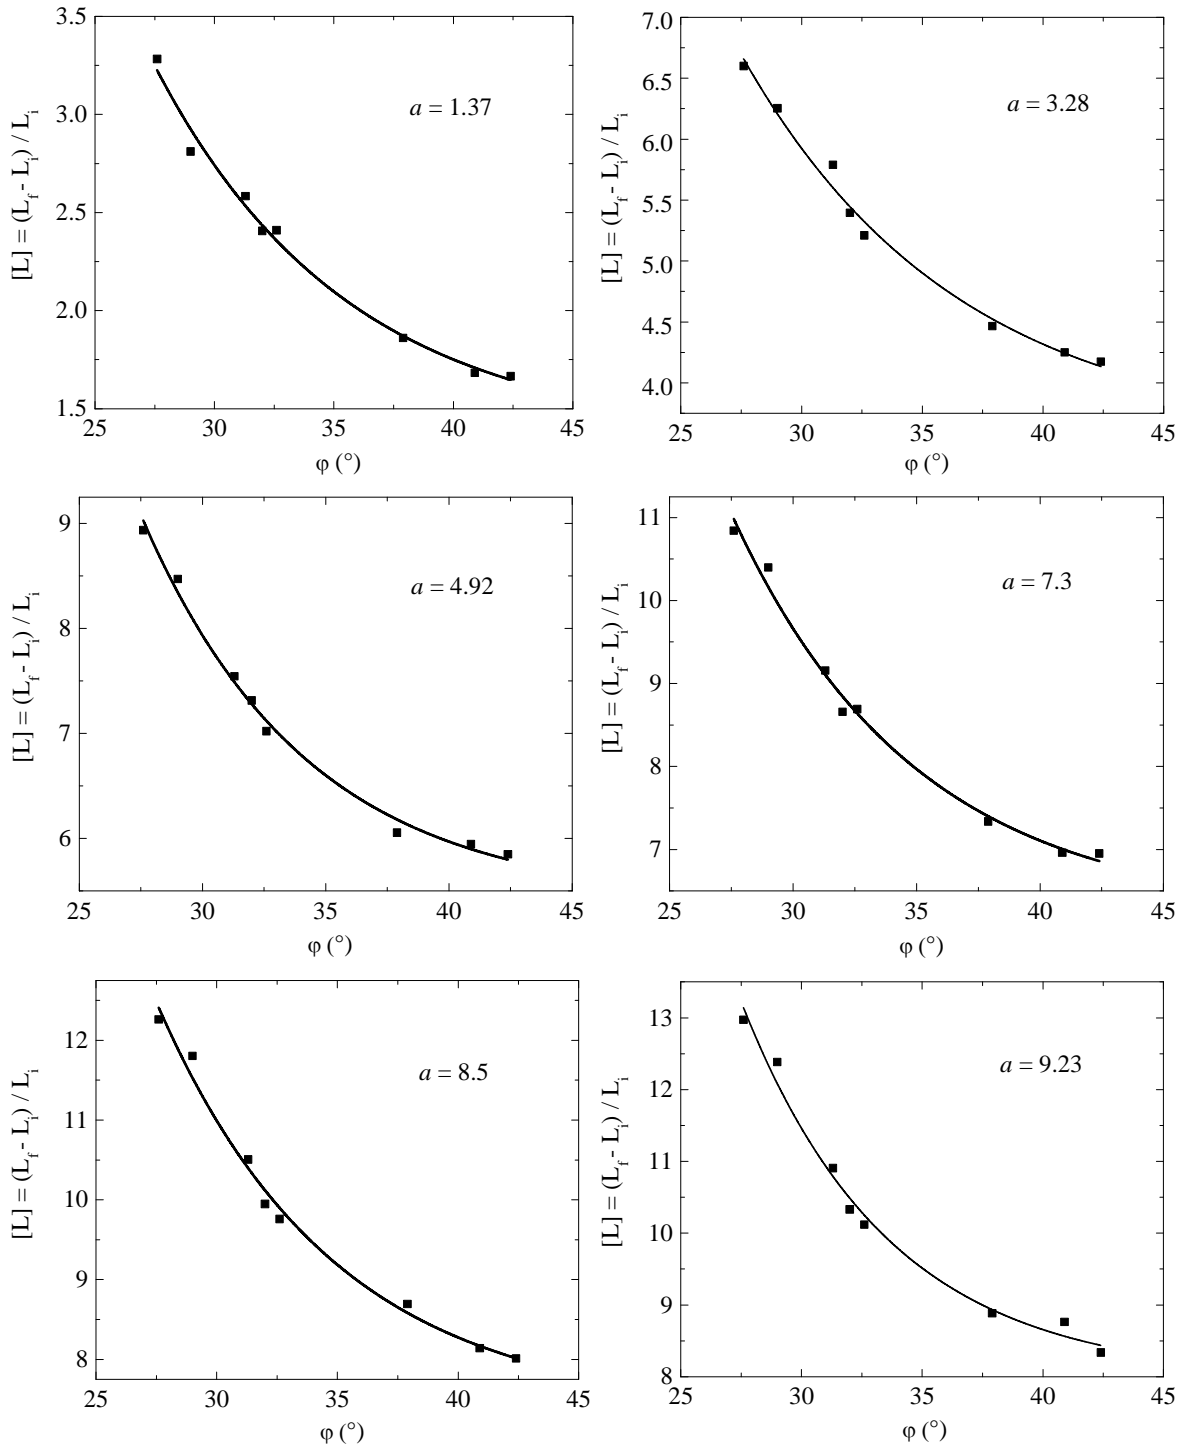 [L] = (L_f - L_i) / L_i
3.5
3.0
2.5
2.0
1.5
a = 1.37
25 30 35 40 45
φ (°)
[L] = (L_f - L_i) / L_i
7.0
6.5
6.0
5.5
5.0
4.5
4.0
a = 3.28
25 30 35 40 45
φ (°)
[L] = (L_f - L_i) / L_i
9
8
7
6
a = 4.92
25 30 35 40 45
φ (°)
[L] = (L_f - L_i) / L_i
11
10
9
8
7
a = 7.3
25 30 35 40 45
φ (°)
[L] = (L_f - L_i) / L_i
12
11
10
9
8
a = 8.5
25 30 35 40 45
φ (°)
[L] = (L_f - L_i) / L_i
13
12
11
10
9
8
a = 9.23
25 30 35 40 45
φ (°)